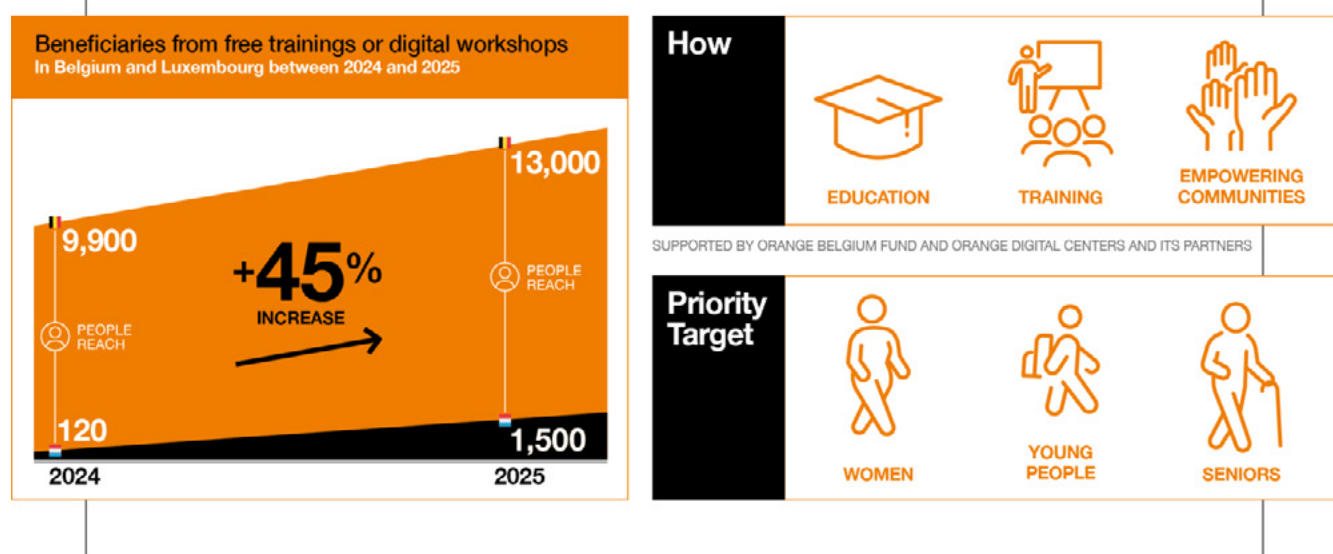 Beneficiaries from free trainings or digital workshops
In Belgium and Luxembourg between 2024 and 2025
9,900
PEOPLE
REACH
120
2024
+45%
INCREASE
13,000
PEOPLE
REACH
1,500
2025
How
EDUCATION
TRAINING
EMPOWERING
COMMUNITIES
SUPPORTED BY ORANGE BELGIUM FUND AND ORANGE DIGITAL CENTERS AND ITS PARTNERS
Priority
Target
WOMEN
YOUNG
PEOPLE
SENIORS